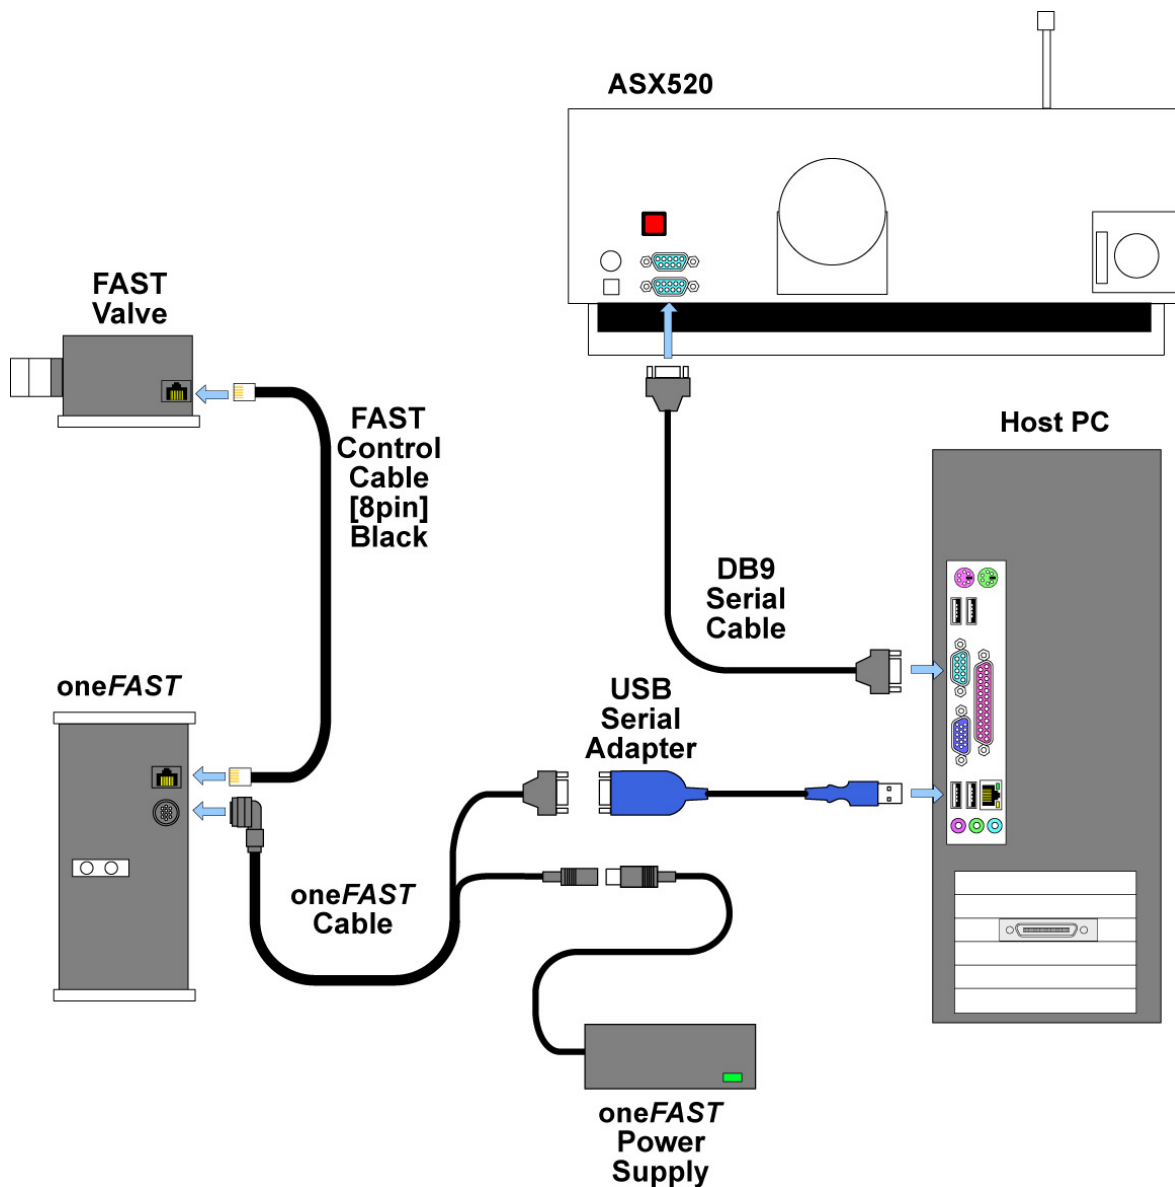 ASX520
FAST
Valve
FAST
Control
Cable
[8pin]
Black
Host PC
DB9
Serial
Cable
oneFAST
USB
Serial
Adapter
oneFAST
Cable
oneFAST
Power
Supply